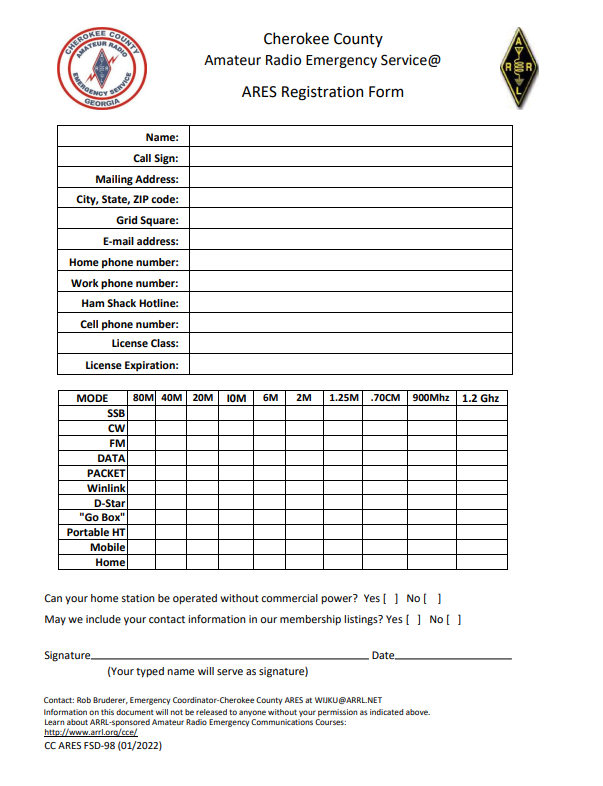 CHEROKEE COUNTY
AMATEUR RADIO
EMERGENCY SERVICE
GEORGIA
Cherokee County
Amateur Radio Emergency Service@
ARES Registration Form
A
R R
L
Name:
Call Sign:
Mailing Address:
City, State, ZIP code:
Grid Square:
E-mail address:
Home phone number:
Work phone number:
Ham Shack Hotline:
Cell phone number:
License Class:
License Expiration:
MODE 80M 40M 20M I0M 6M 2M 1.25M .70CM 900Mhz 1.2 Ghz
SSB
CW
FM
DATA
PACKET
Winlink
D-Star
"Go Box"
Portable HT
Mobile
Home
Can your home station be operated without commercial power? Yes [ ] No [ ]
May we include your contact information in our membership listings? Yes [ ] No [ ]
Signature Date
(Your typed name will serve as signature)
Contact: Rob Bruderer, Emergency Coordinator-Cherokee County ARES at WIJKU@ARRL.NET
Information on this document will not be released to anyone without your permission as indicated above.
Learn about ARRL-sponsored Amateur Radio Emergency Communications Courses:
http://www.arrl.org/cce/
CC ARES FSD-98 (01/2022)